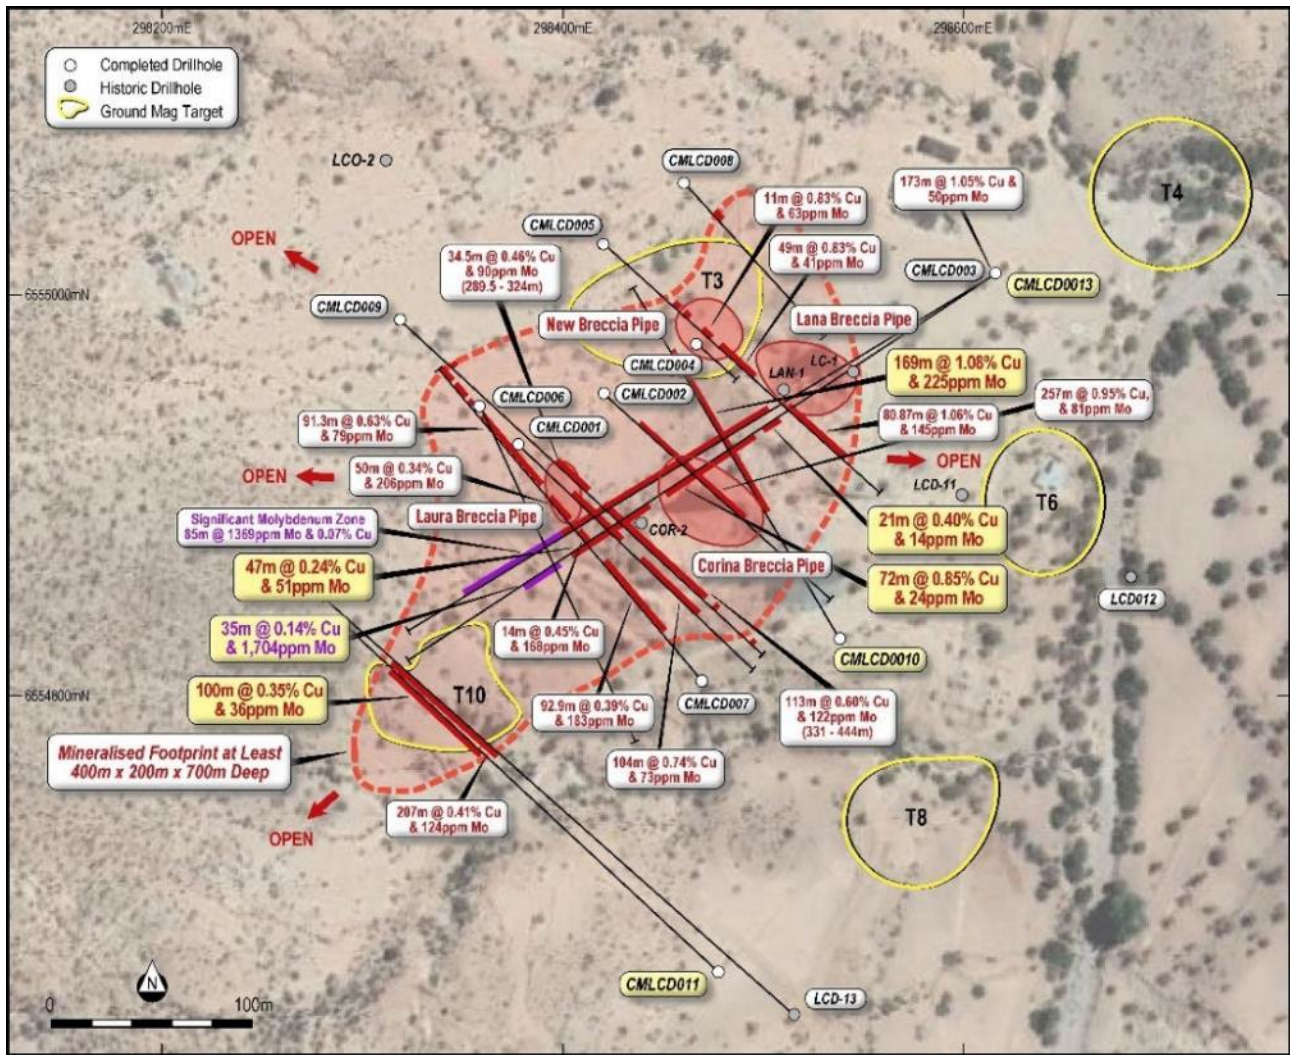 298200mE
298400mE
298600mE
Completed Drillhole
Historic Drillhole
Ground Mag Target
LCO-2
CMLCD008
173m @ 1.05% Cu &
50ppm Mo
T4
11m @ 0.83% Cu
& 63ppm Mo
CMLCD005
OPEN
34.5m @ 0.46% Cu
& 90ppm Mo
(289.5 - 324m)
49m @ 0.83% Cu
& 41ppm Mo
CMLCD003
CMLCD0013
T3
6555000mN
CMLCD009
New Breccia Pipe
Lana Breccia Pipe
CMLCD004
LAN-1
LC-1
169m @ 1.08% Cu
& 225ppm Mo
CMLCD006
CMLCD002
257m @ 0.95% Cu,
& 81ppm Mo
91.3m @ 0.63% Cu
& 79ppm Mo
CMLCD001
80.87m @ 1.06% Cu
& 145ppm Mo
OPEN
50m @ 0.34% Cu
& 206ppm Mo
OPEN
LCD-11
T6
Laura Breccia Pipe
COR-2
Significant Molybdenum Zone
85m @ 1369ppm Mo & 0.07% Cu
21m @ 0.40% Cu
& 14ppm Mo
47m @ 0.24% Cu
& 51ppm Mo
Corina Breccia Pipe
72m @ 0.85% Cu
& 24ppm Mo
LCD012
35m @ 0.14% Cu
& 1,704ppm Mo
14m @ 0.45% Cu
& 168ppm Mo
CMLCD0010
100m @ 0.35% Cu
& 36ppm Mo
T10
6554800mN
CMLCD007
92.9m @ 0.39% Cu
& 183ppm Mo
113m @ 0.60% Cu
& 122ppm Mo
(331 - 444m)
Mineralised Footprint at Least
400m x 200m x 700m Deep
104m @ 0.74% Cu
& 73ppm Mo
207m @ 0.41% Cu
& 124ppm Mo
T8
OPEN
CMLCD011
LCD-13
N
0
100m